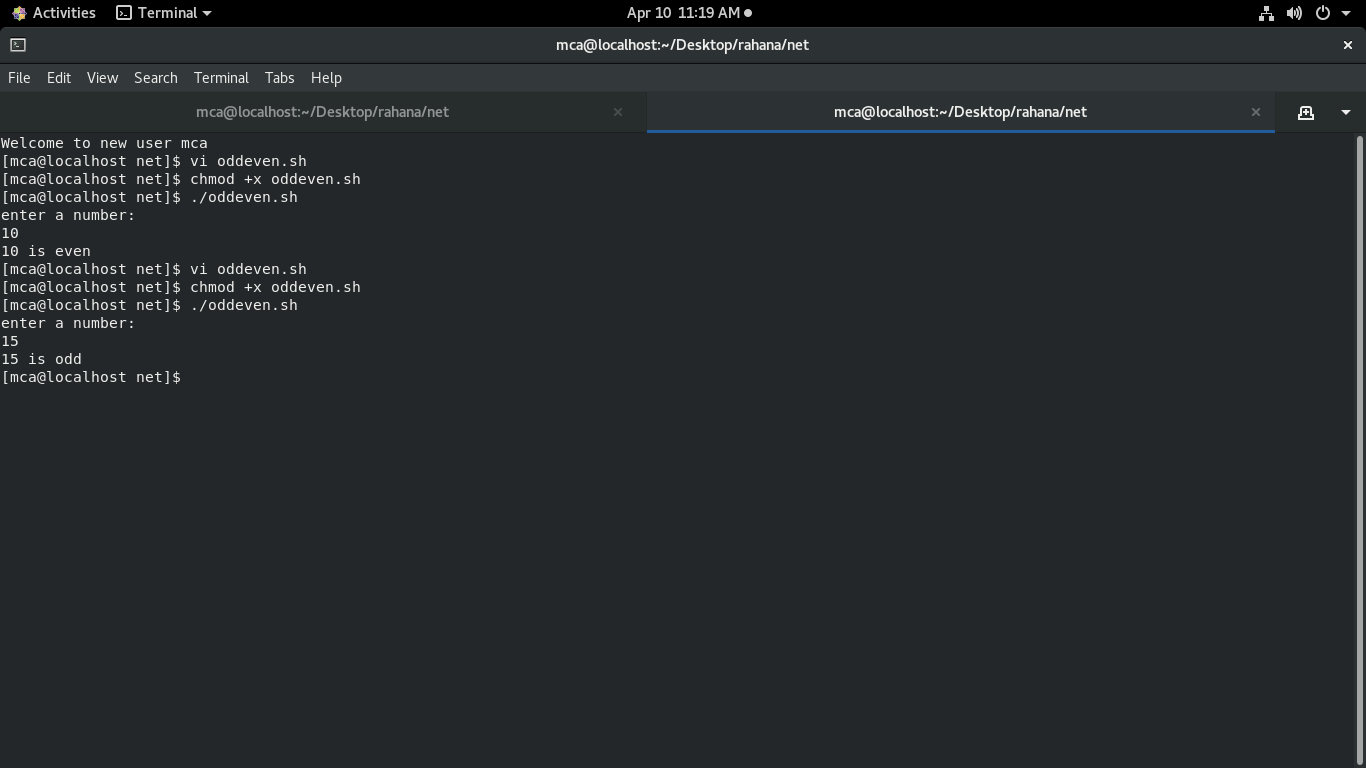 Activities Terminal Apr 10 11:19 AM
mca@localhost:~/Desktop/rahana/net
File Edit View Search Terminal Tabs Help
mca@localhost:~/Desktop/rahana/net mca@localhost:~/Desktop/rahana/net
Welcome to new user mca
[mca@localhost net]$ vi oddeven.sh
[mca@localhost net]$ chmod +x oddeven.sh
[mca@localhost net]$ ./oddeven.sh
enter a number:
10
10 is even
[mca@localhost net]$ vi oddeven.sh
[mca@localhost net]$ chmod +x oddeven.sh
[mca@localhost net]$ ./oddeven.sh
enter a number:
15
15 is odd
[mca@localhost net]$